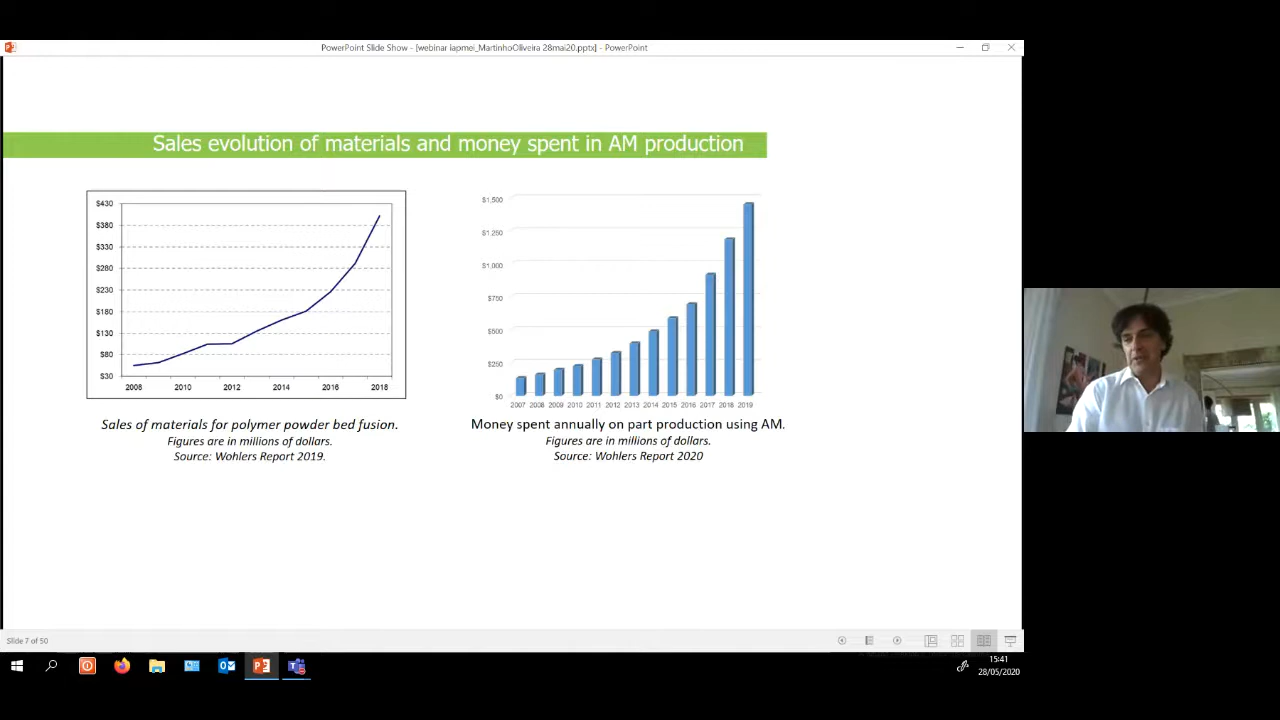 PowerPoint Slide Show - [webinar iapmei_MartinhoOliveira 28mai20.pptx] - PowerPoint
Sales evolution of materials and money spent in AM production
$430
$380
$330
$280
$230
$180
$130
$80
$30
2008 2010 2012 2014 2016 2018
Sales of materials for polymer powder bed fusion.
Figures are in millions of dollars.
Source: Wohlers Report 2019.
$1,500
$1,250
$1,000
$750
$500
$250
$0
2007 2008 2009 2010 2011 2012 2013 2014 2015 2016 2017 2018 2019
Money spent annually on part production using AM.
Figures are in millions of dollars.
Source: Wohlers Report 2020
Slide 7 of 50
15:41
28/05/2020